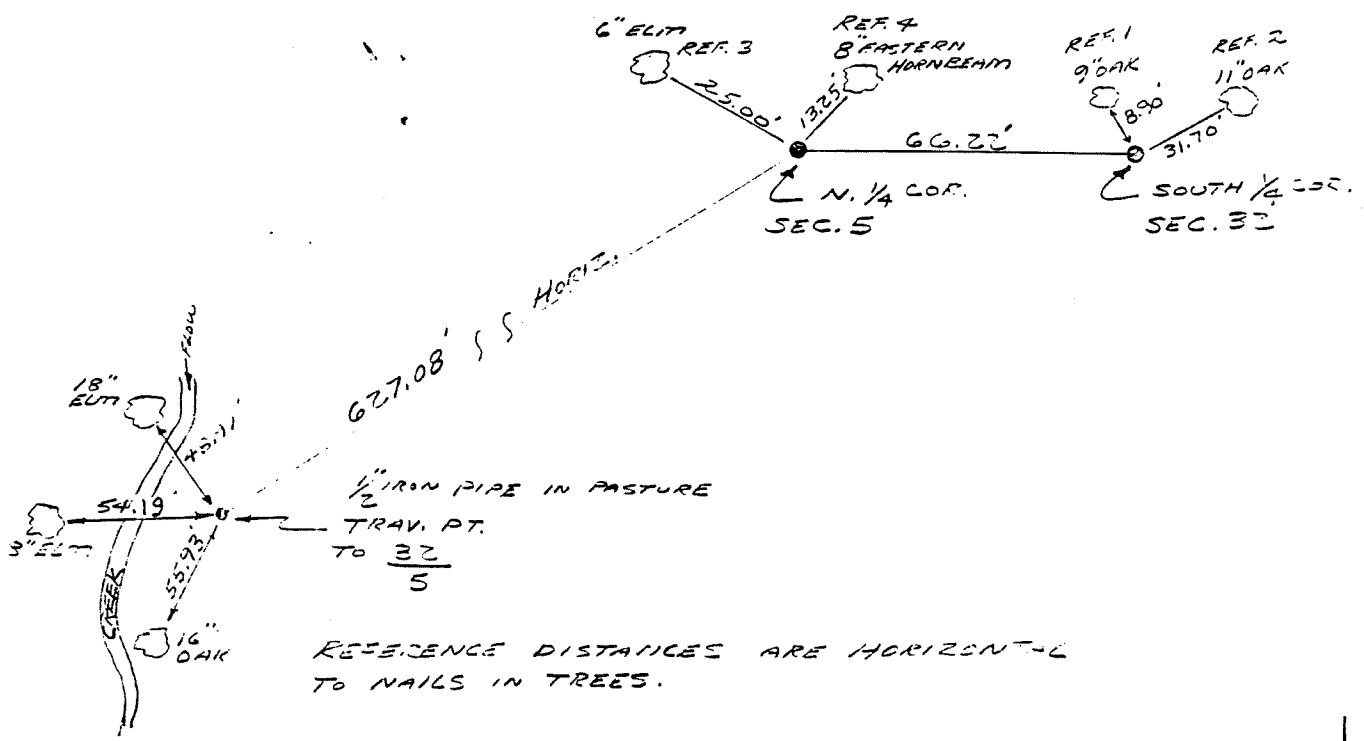 6" ELM
REF. 3
REF. 4
8" EASTERN
HORNBEAM
REF. 1
9" OAK
REF. 2
11" OAK
25.00'
13.25'
8.90'
31.70'
66.22'
N. 1/4 COR.
SEC. 5
SOUTH 1/4 COR.
SEC. 32
HORIZ.
627.08'
FLOW
18"
ELM
54.19'
3" ELM
55.93'
CREEK
16"
OAK
1/2" IRON PIPE IN PASTURE
TRAV. PT.
TO 32
5
REFERENCE DISTANCES ARE HORIZONTAL
TO NAILS IN TREES.